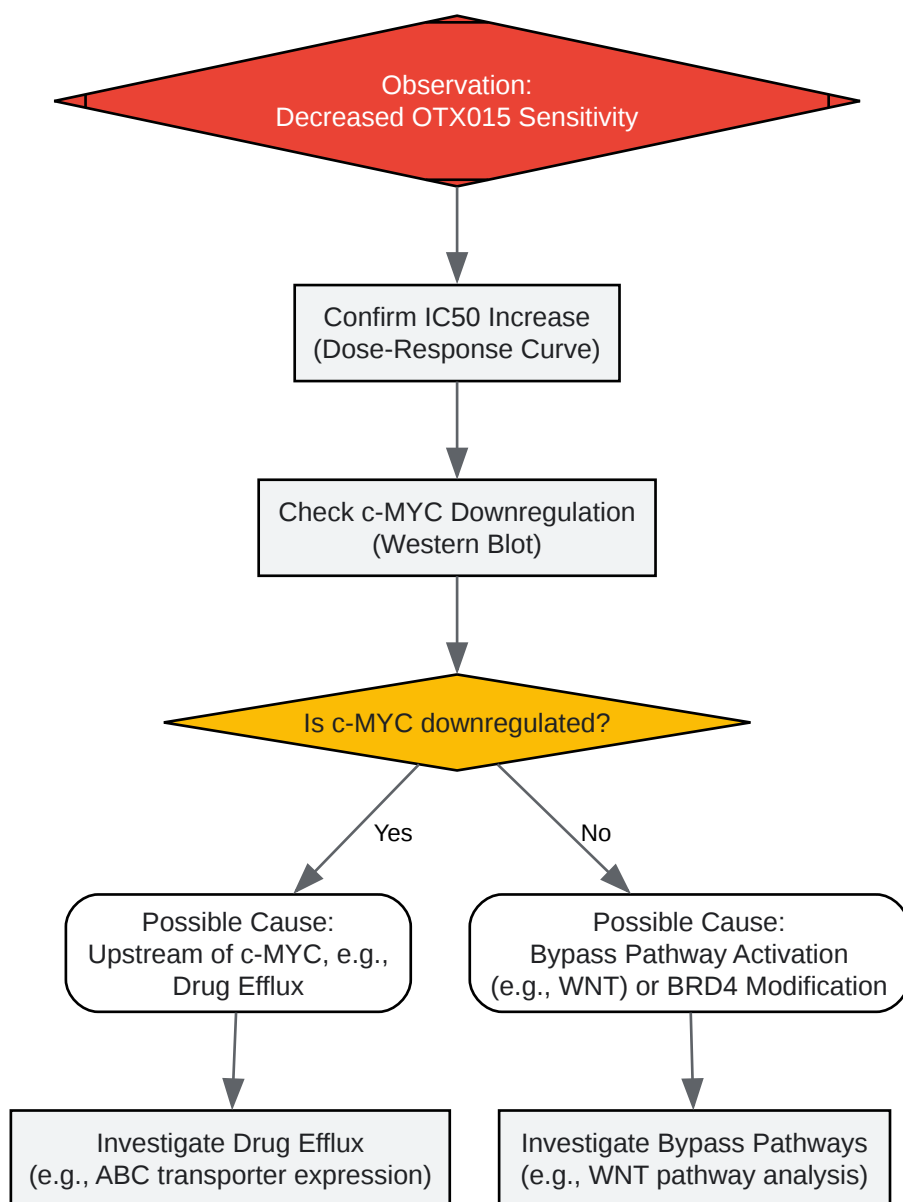 Observation:
Decreased OTX015 Sensitivity
Confirm IC50 Increase
(Dose-Response Curve)
Check c-MYC Downregulation
(Western Blot)
Is c-MYC downregulated?
Yes
No
Possible Cause:
Upstream of c-MYC, e.g.,
Drug Efflux
Possible Cause:
Bypass Pathway Activation
(e.g., WNT) or BRD4 Modification
Investigate Drug Efflux
(e.g., ABC transporter expression)
Investigate Bypass Pathways
(e.g., WNT pathway analysis)